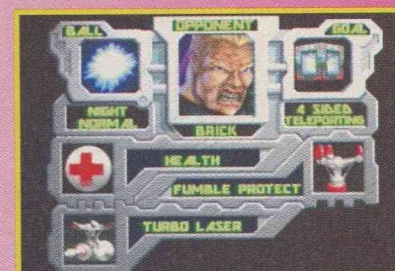 BALL
OPPONENT
GOAL
NIGHT
NORMAL
BRICK
4 SIDED
TELEPORTING
HEALTH
FUMBLE PROTECT
TURBO LASER